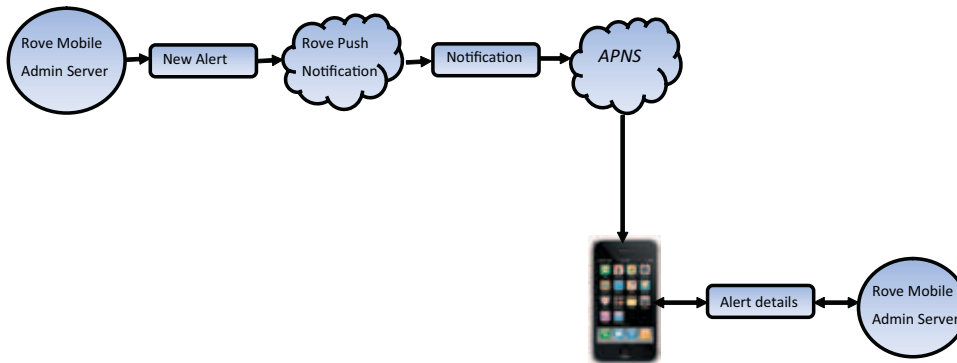 Rove Mobile
Admin Server
New Alert
Rove Push
Notification
Notification
APNS
Alert details
Rove Mobile
Admin Server